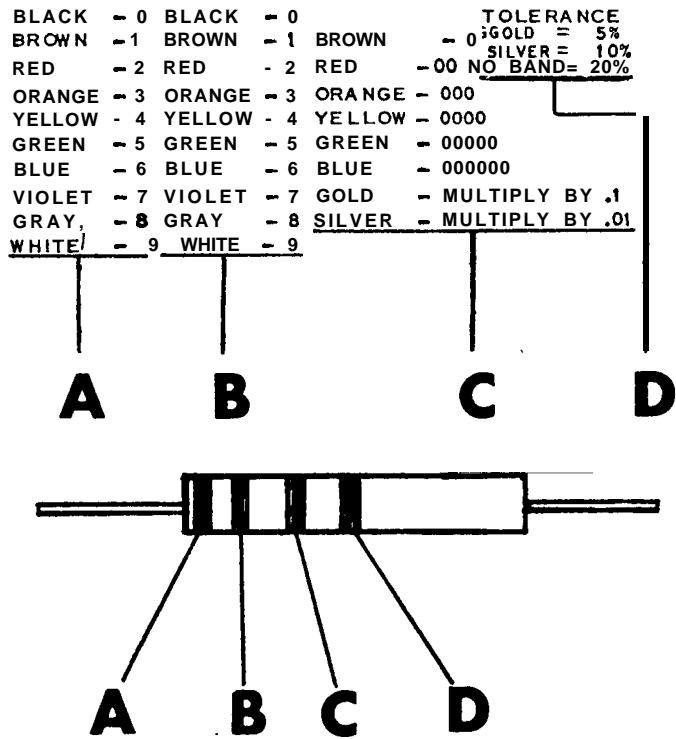 BLACK - 0 BLACK - 0 TOLERANCE
BROWN - 1 BROWN - 1 BROWN - 0 GGOLD = 5%
SILVER = 10%
RED - 2 RED - 2 RED - 00 NO BAND = 20%
ORANGE - 3 ORANGE - 3 ORANGE - 000
YELLOW - 4 YELLOW - 4 YELLOW - 0000
GREEN - 5 GREEN - 5 GREEN - 00000
BLUE - 6 BLUE - 6 BLUE - 000000
VIOLET - 7 VIOLET - 7 GOLD - MULTIPLY BY .1
GRAY, - 8 GRAY - 8 SILVER - MULTIPLY BY .01
WHITE - 9 WHITE - 9
A B C D
A B C D